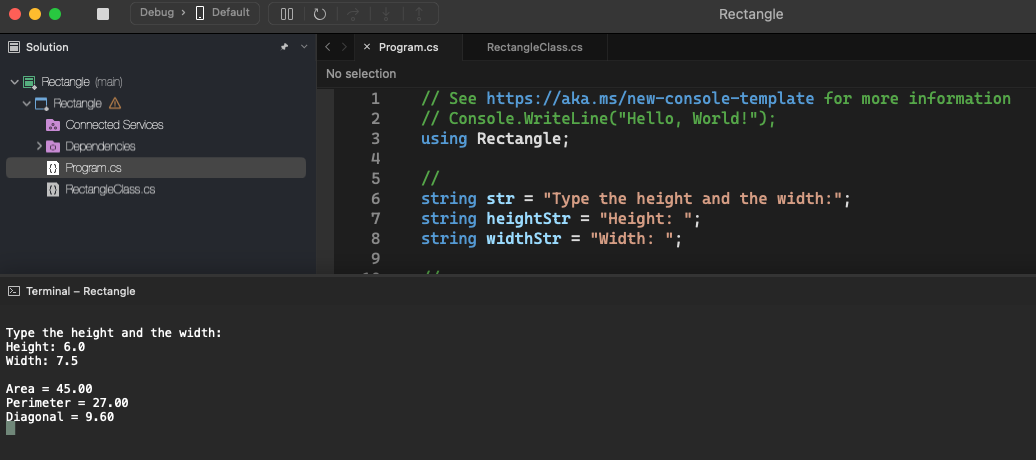 Debug > Default
Rectangle
Solution
Program.cs
RectangleClass.cs
No selection
Rectangle (main)
Rectangle
Connected Services
Dependencies
Program.cs
RectangleClass.cs
1 // See https://aka.ms/new-console-template for more information
2 // Console.WriteLine("Hello, World!");
3 using Rectangle;
4
5 //
6 string str = "Type the height and the width:";
7 string heightStr = "Height: ";
8 string widthStr = "Width: ";
9
Terminal – Rectangle
Type the height and the width:
Height: 6.0
Width: 7.5
Area = 45.00
Perimeter = 27.00
Diagonal = 9.60